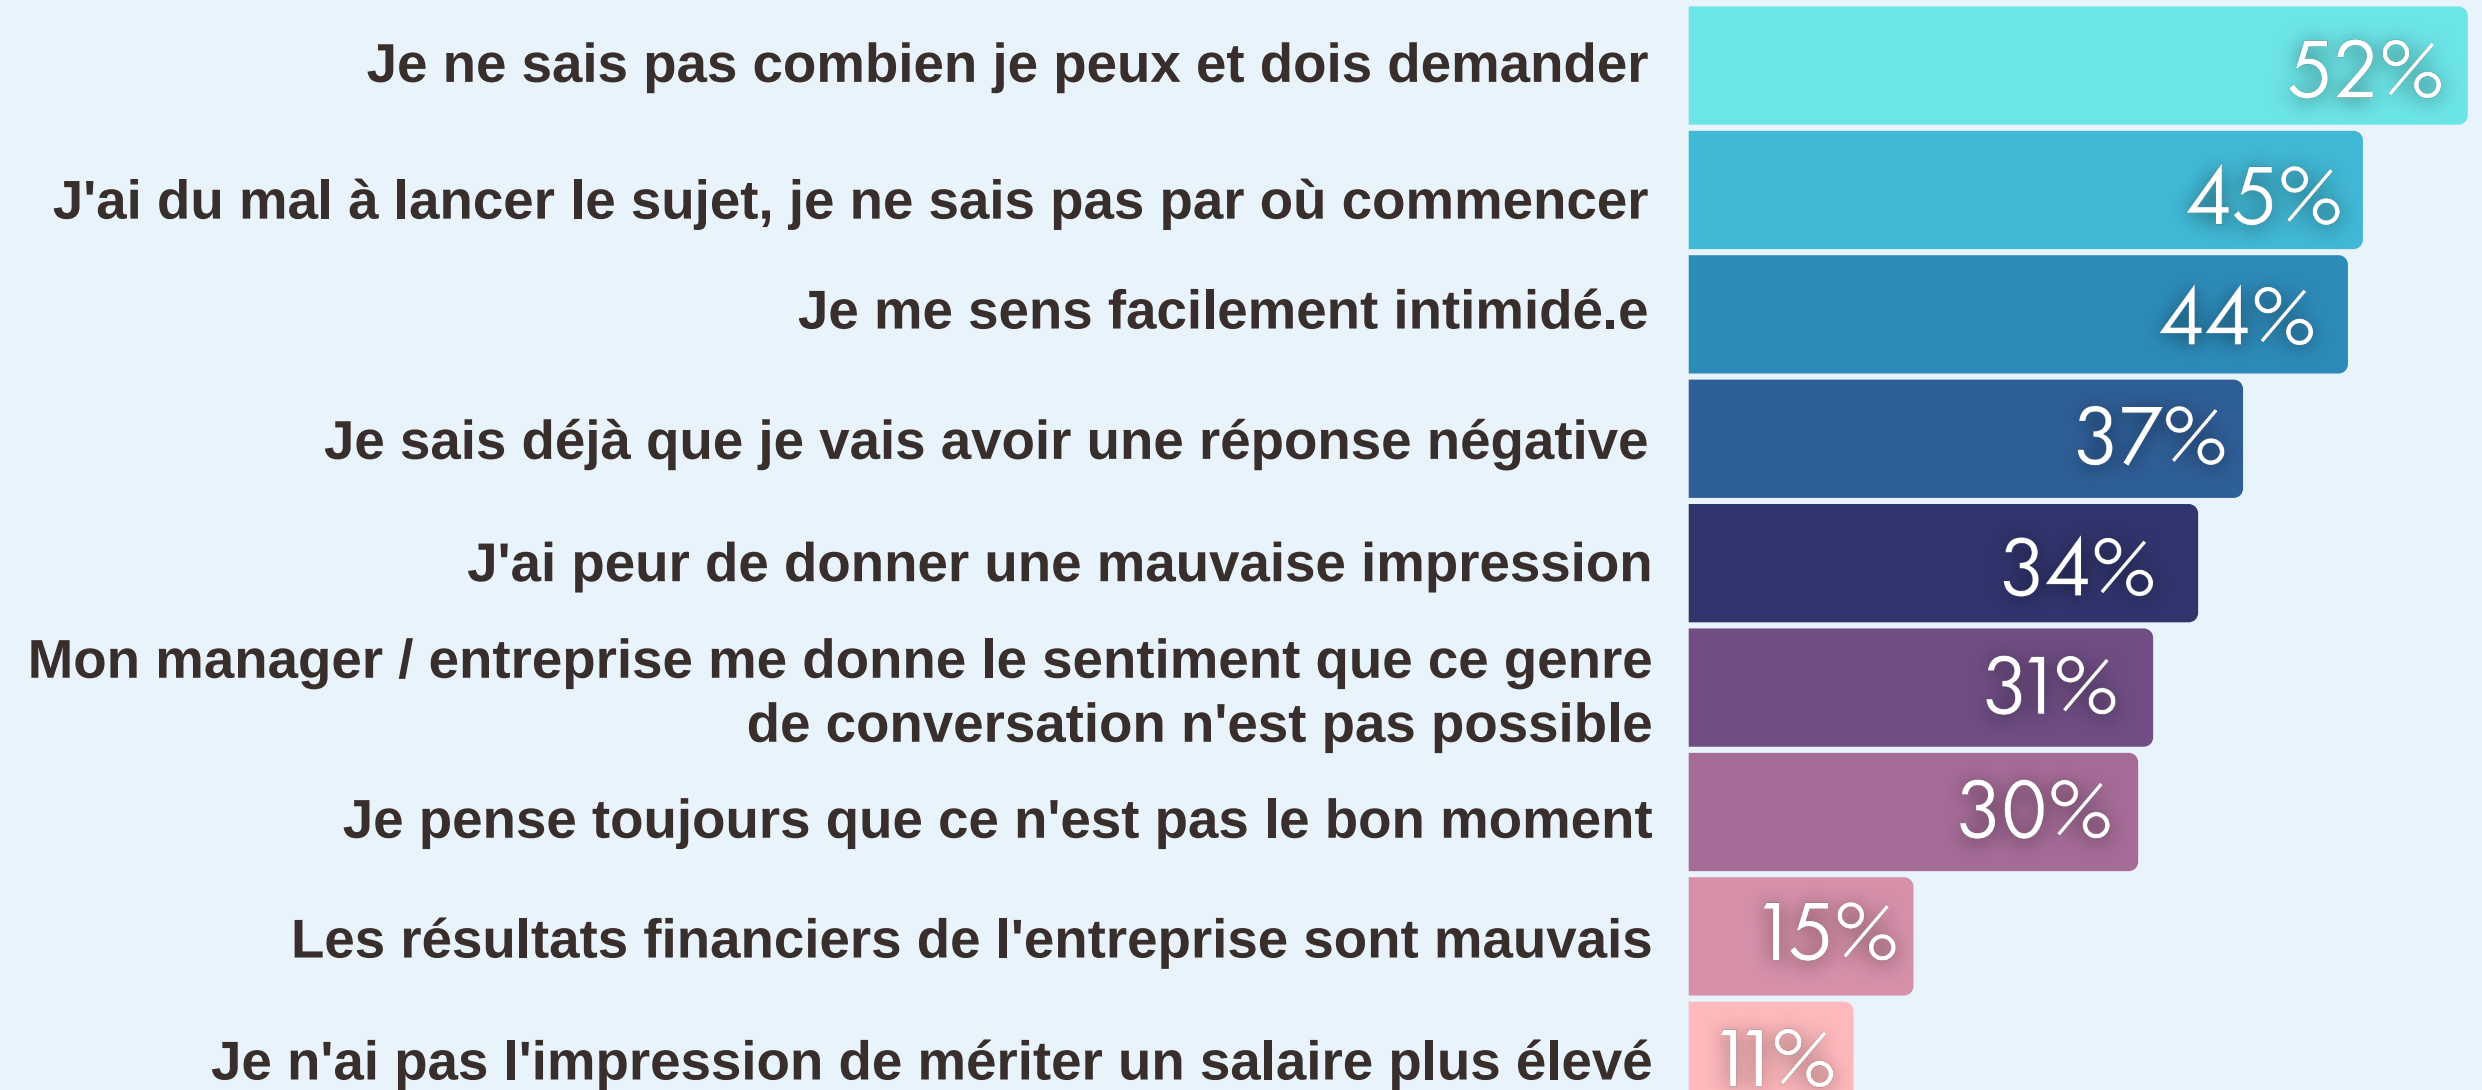 Je ne sais pas combien je peux et dois demander
52%
J'ai du mal à lancer le sujet, je ne sais pas par où commencer
45%
Je me sens facilement intimidé.e
44%
Je sais déjà que je vais avoir une réponse négative
37%
J'ai peur de donner une mauvaise impression
34%
Mon manager / entreprise me donne le sentiment que ce genre
de conversation n'est pas possible
31%
Je pense toujours que ce n'est pas le bon moment
30%
Les résultats financiers de l'entreprise sont mauvais
15%
Je n'ai pas l'impression de mériter un salaire plus élevé
11%